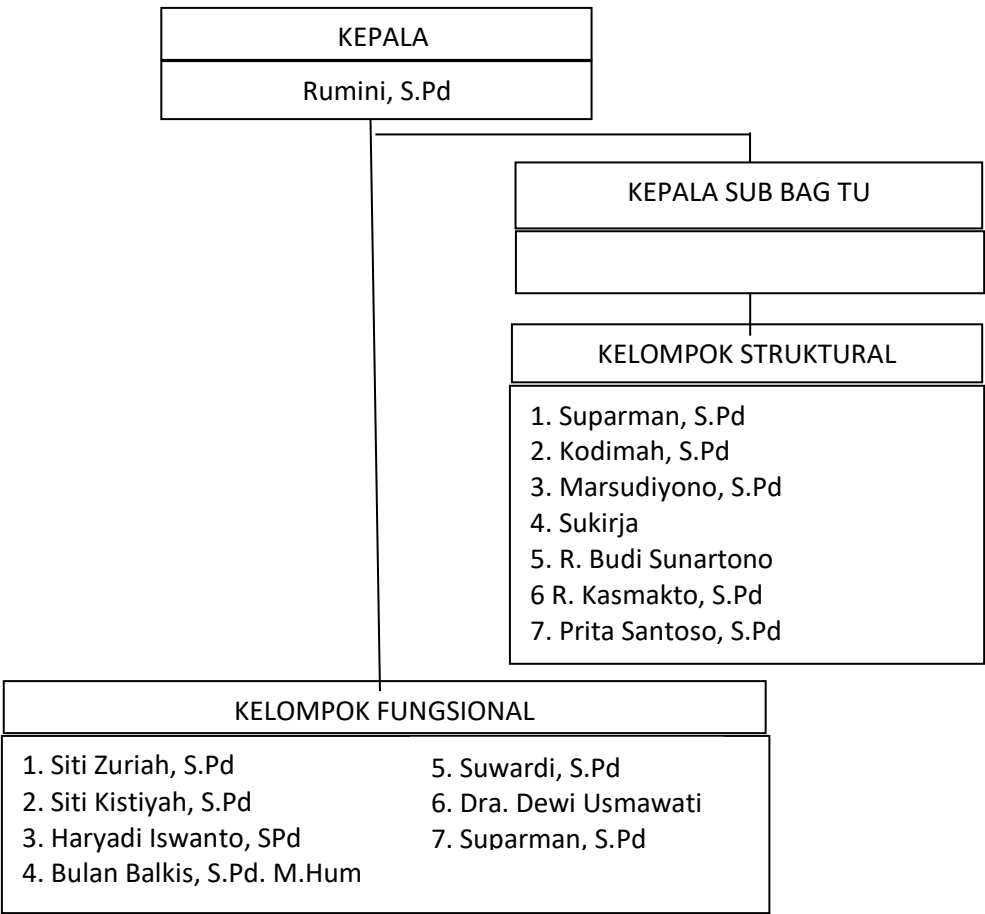 KEPALA
Rumini, S.Pd
KEPALA SUB BAG TU
KELOMPOK STRUKTURAL
1. Suparman, S.Pd
2. Kodimah, S.Pd
3. Marsudiyono, S.Pd
4. Sukirja
5. R. Budi Sunartono
6 R. Kasmakto, S.Pd
7. Prita Santoso, S.Pd
KELOMPOK FUNGSIONAL
1. Siti Zuriah, S.Pd
2. Siti Kistiyah, S.Pd
3. Haryadi Iswanto, SPd
4. Bulan Balkis, S.Pd. M.Hum
5. Suwardi, S.Pd
6. Dra. Dewi Usmawati
7. Suparman, S.Pd